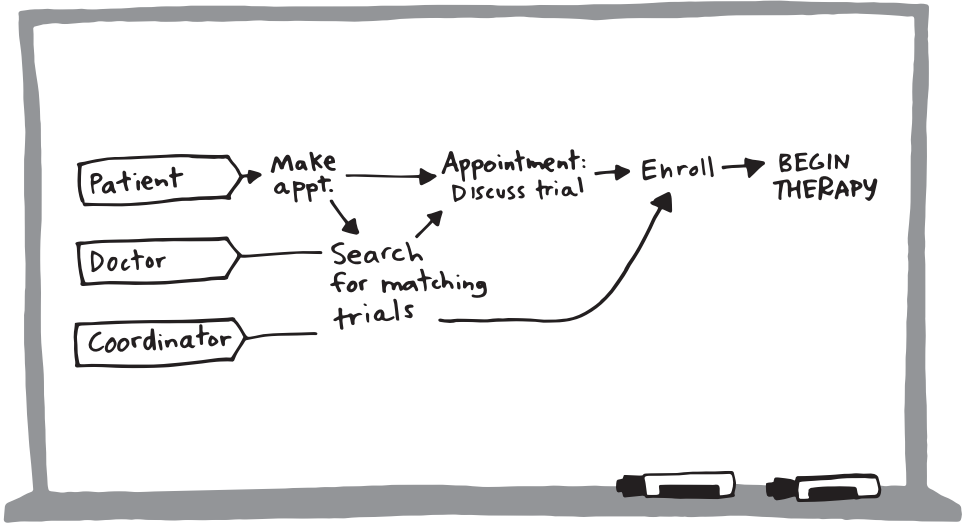 Patient
Make
appt.
Appointment:
Discuss trial
Enroll
BEGIN
THERAPY
Doctor
Search
for matching
trials
Coordinator